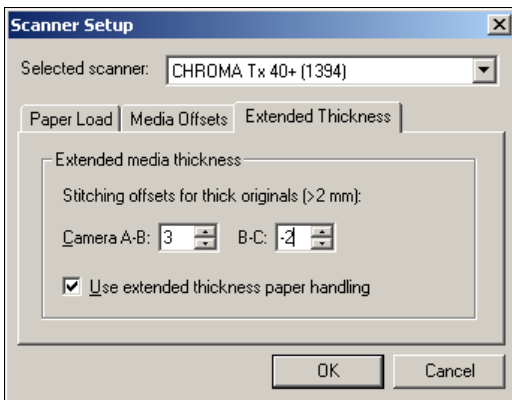 Scanner Setup
Selected scanner: CHROMA Tx 40+ (1394)
Paper Load Media Offsets Extended Thickness
Extended media thickness
Stitching offsets for thick originals (>2 mm):
Camera A-B: 3 B-C: -2
Use extended thickness paper handling
OK Cancel